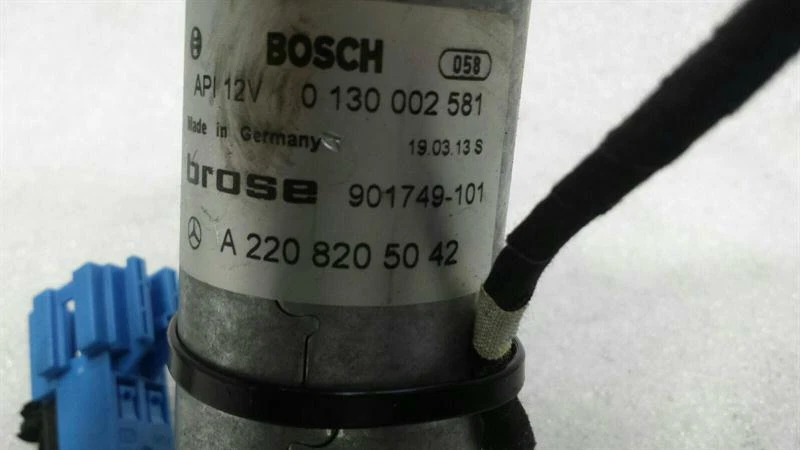 BOSCH 058
API 12V 0 130 002 581
Made in Germany 19.03.13 S
brose 901749-101
A 220 820 50 42